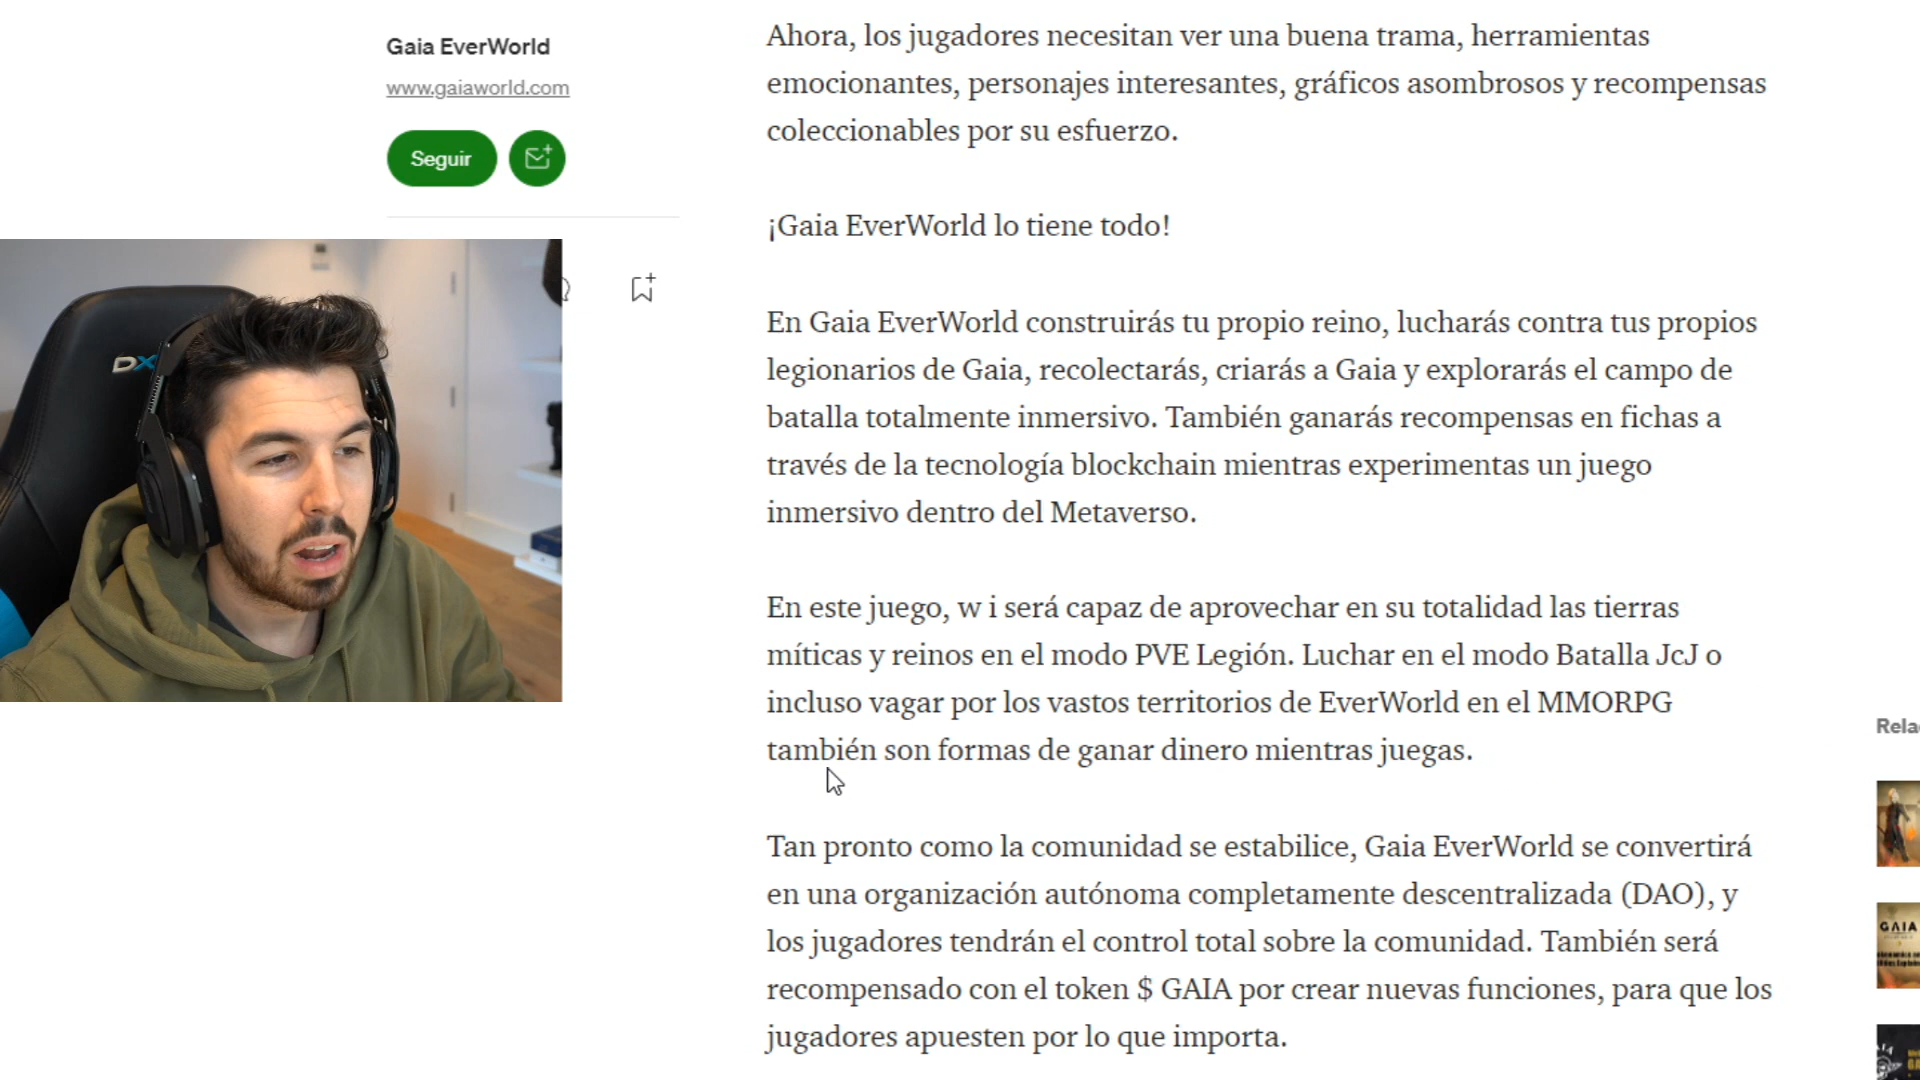 Gaia EverWorld
www.gaiaworld.com
Seguir
DX
Ahora, los jugadores necesitan ver una buena trama, herramientas
emocionantes, personajes interesantes, gráficos asombrosos y recompensas
coleccionables por su esfuerzo.
¡Gaia EverWorld lo tiene todo!
En Gaia EverWorld construirás tu propio reino, lucharás contra tus propios
legionarios de Gaia, recolectarás, criarás a Gaia y explorarás el campo de
batalla totalmente inmersivo. También ganarás recompensas en fichas a
través de la tecnología blockchain mientras experimentas un juego
inmersivo dentro del Metaverso.
En este juego, w i será capaz de aprovechar en su totalidad las tierras
míticas y reinos en el modo PVE Legión. Luchar en el modo Batalla JcJ o
incluso vagar por los vastos territorios de EverWorld en el MMORPG
también son formas de ganar dinero mientras juegas.
Tan pronto como la comunidad se estabilice, Gaia EverWorld se convertirá
en una organización autónoma completamente descentralizada (DAO), y
los jugadores tendrán el control total sobre la comunidad. También será
recompensado con el token $ GAIA por crear nuevas funciones, para que los
jugadores apuesten por lo que importa.
Rela
GAIA